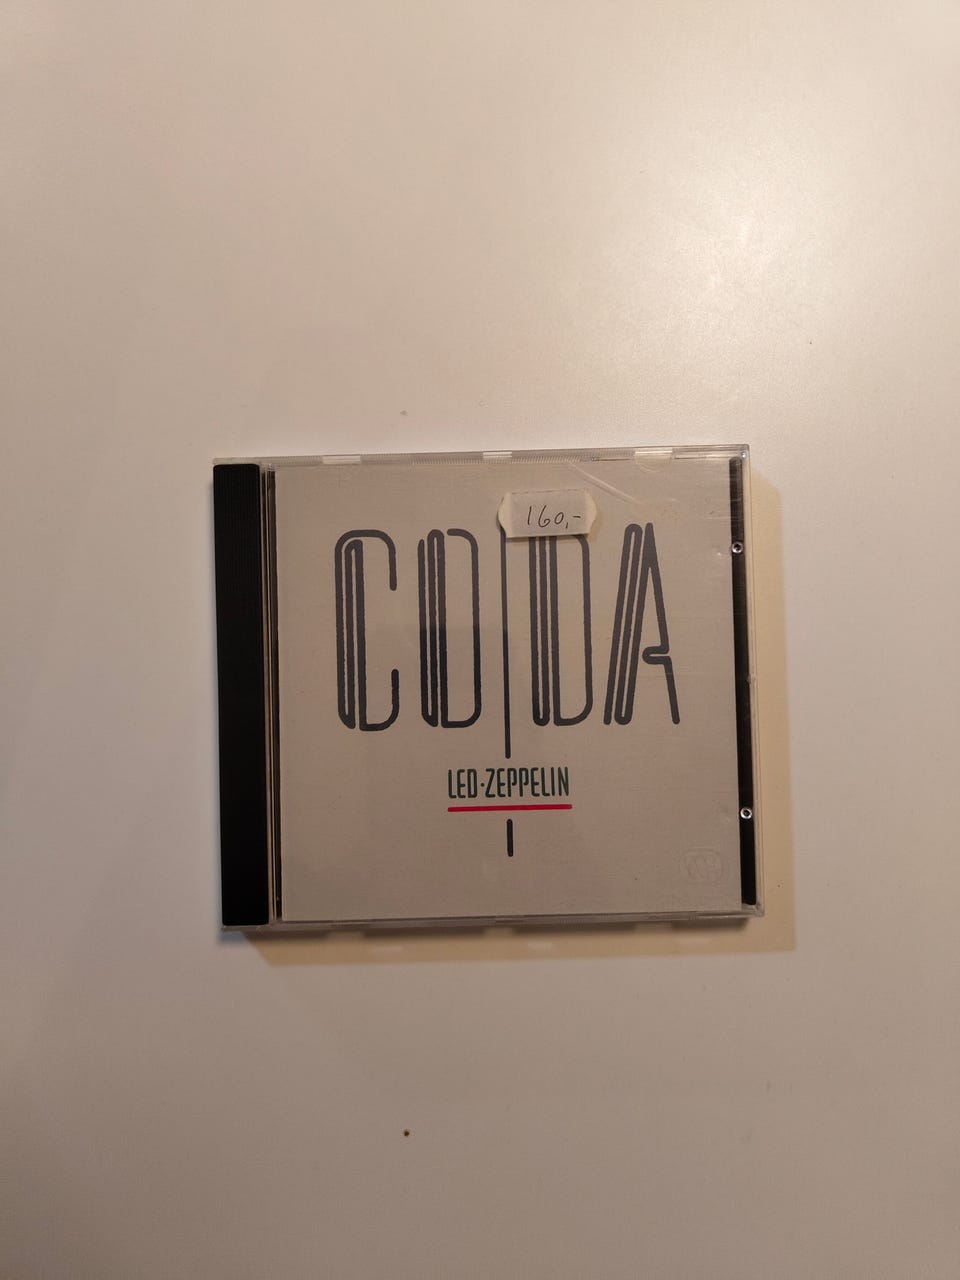 160,-
CODA
LED·ZEPPELIN